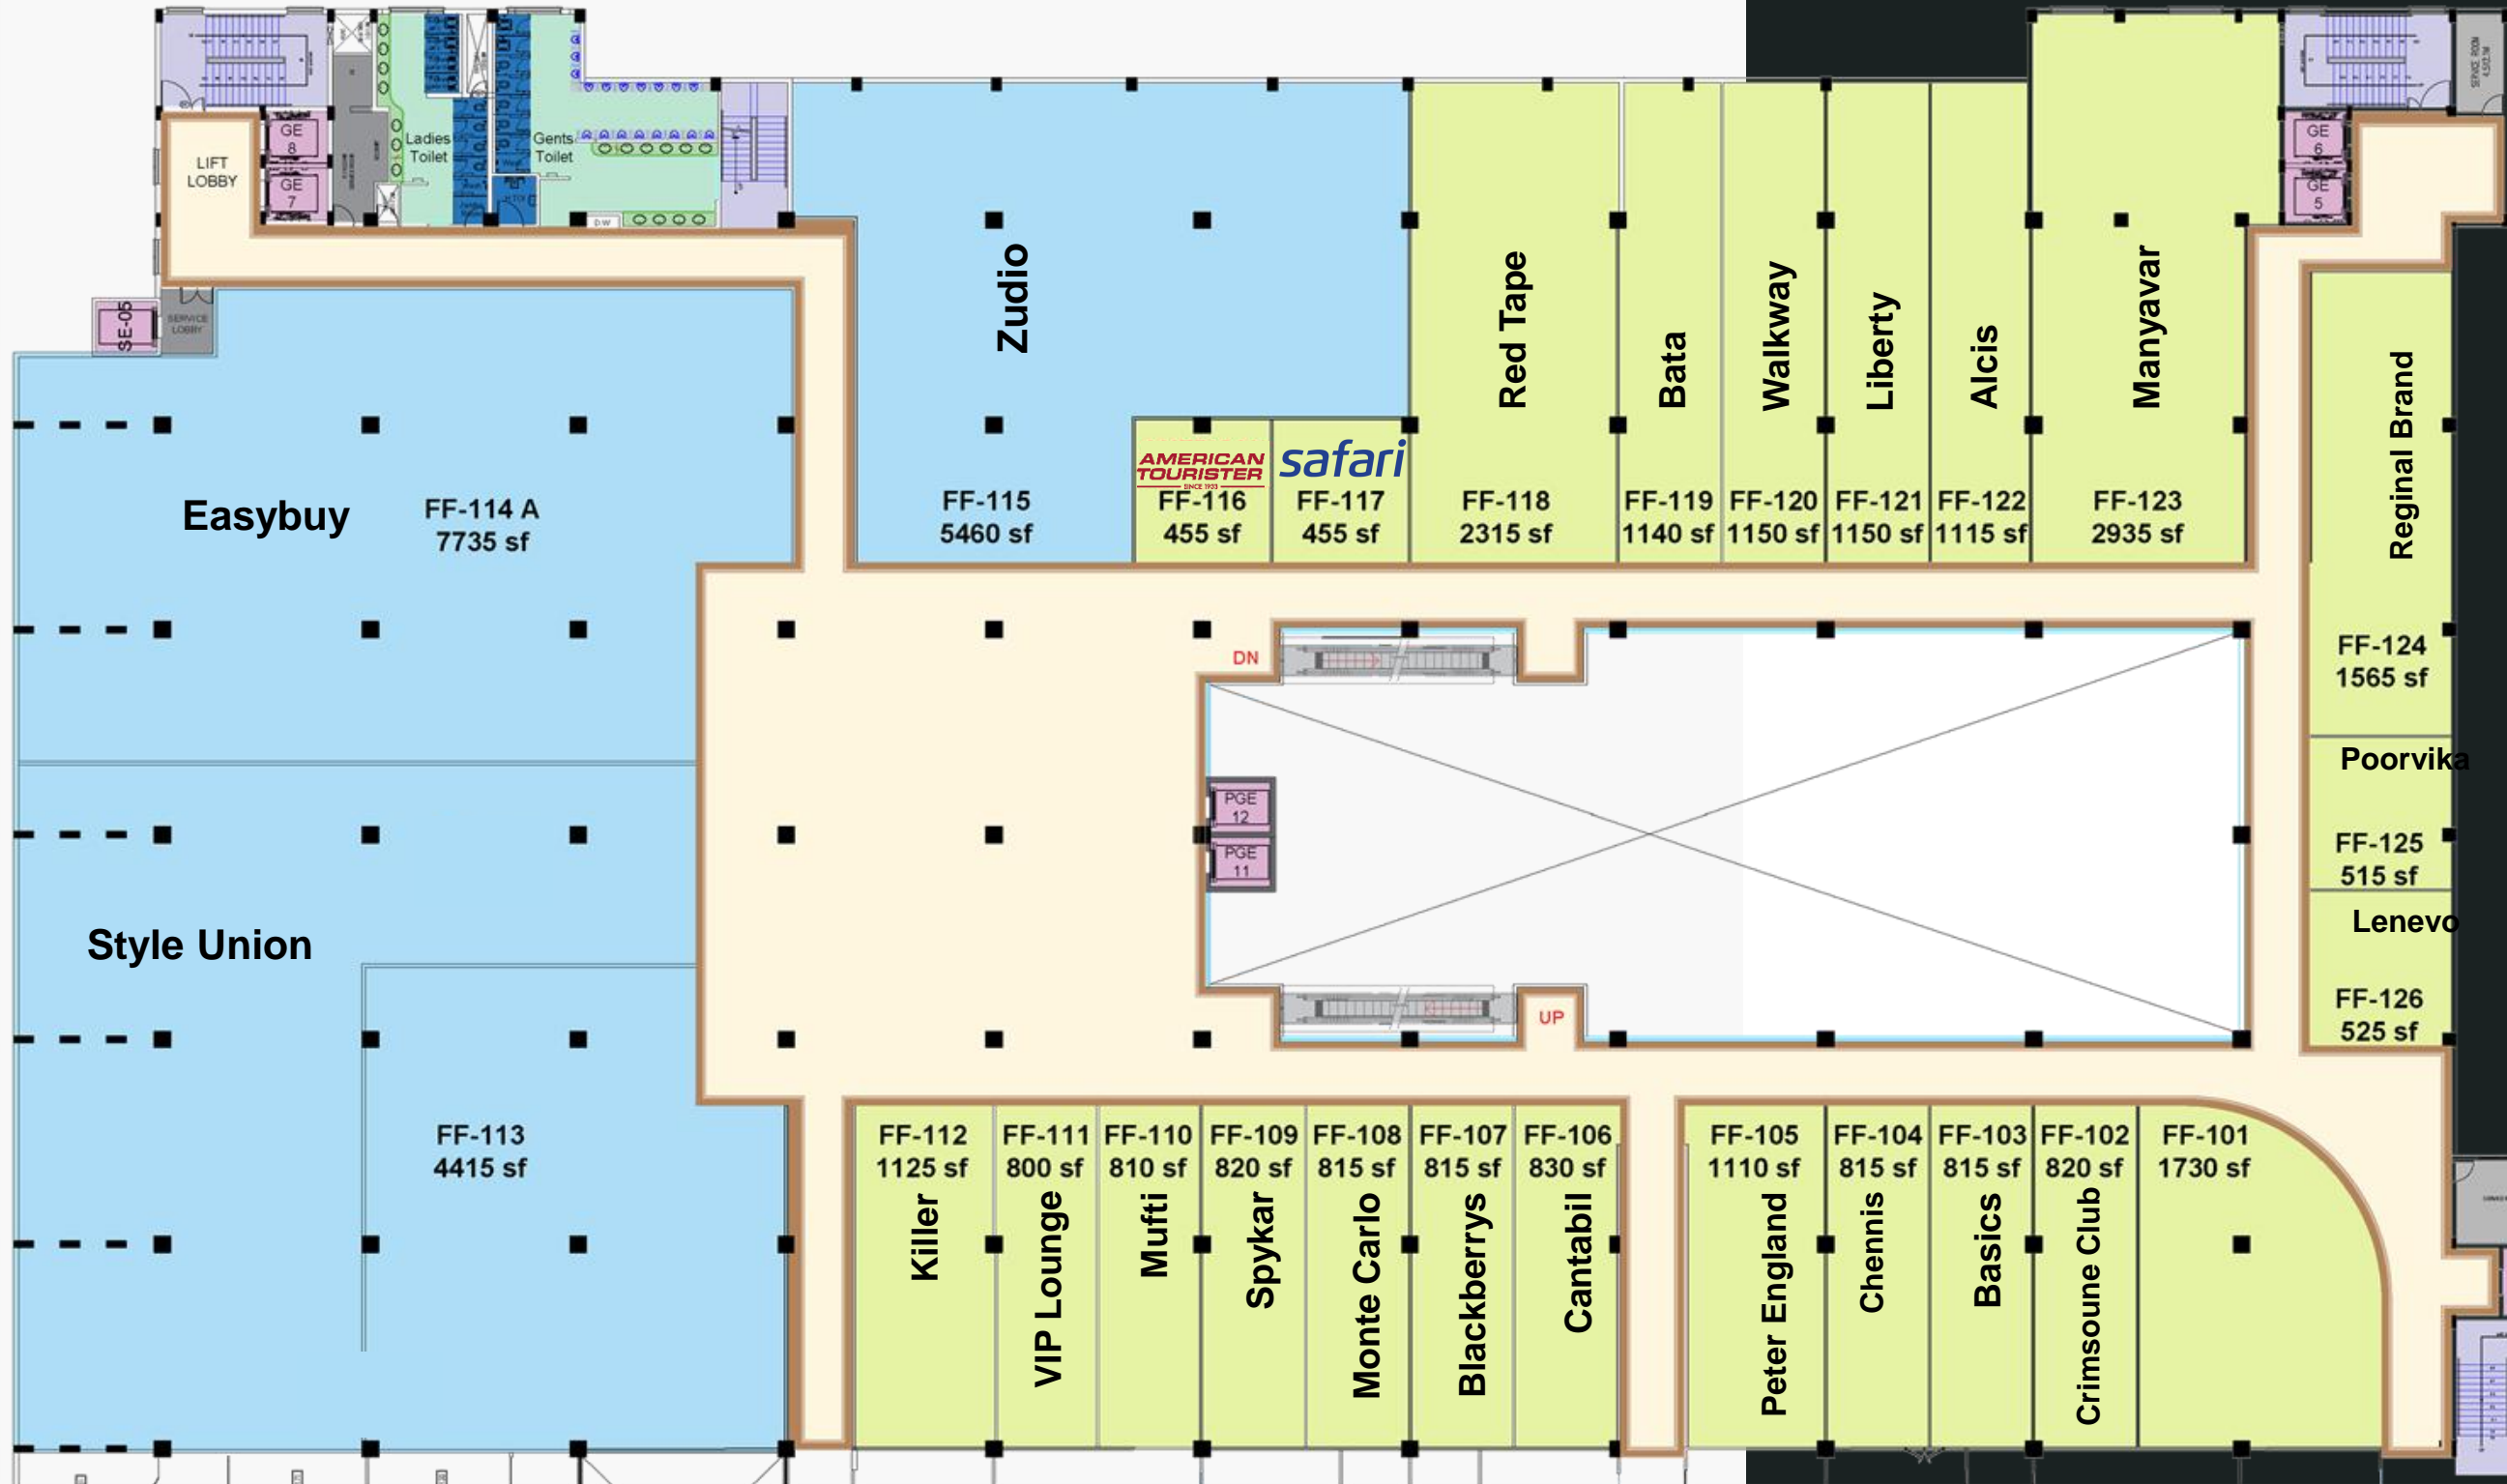 GE
8
GE
7
LIFT
LOBBY
Ladies
Toilet
Gents
Toilet
D.W
GE
6
GE
5
SERVICE ROOM
SE-05
SERVICE
LOBBY
Zudio
Red Tape
Bata
Walkway
Liberty
Alcis
Manyavar
Reginal Brand
AMERICAN
TOURISTER
SINCE 1933
safari
Easybuy
FF-114 A
7735 sf
FF-115
5460 sf
FF-116
455 sf
FF-117
455 sf
FF-118
2315 sf
FF-119
1140 sf
FF-120
1150 sf
FF-121
1150 sf
FF-122
1115 sf
FF-123
2935 sf
FF-124
1565 sf
DN
Poorvika
PGE
12
PGE
11
FF-125
515 sf
Lenevo
Style Union
FF-126
525 sf
UP
FF-113
4415 sf
FF-112
1125 sf
Killer
FF-111
800 sf
VIP Lounge
FF-110
810 sf
Mufti
FF-109
820 sf
Spykar
FF-108
815 sf
Monte Carlo
FF-107
815 sf
Blackberrys
FF-106
830 sf
Cantabil
FF-105
1110 sf
Peter England
FF-104
815 sf
Chennis
FF-103
815 sf
Basics
FF-102
820 sf
Crimsoune Club
FF-101
1730 sf